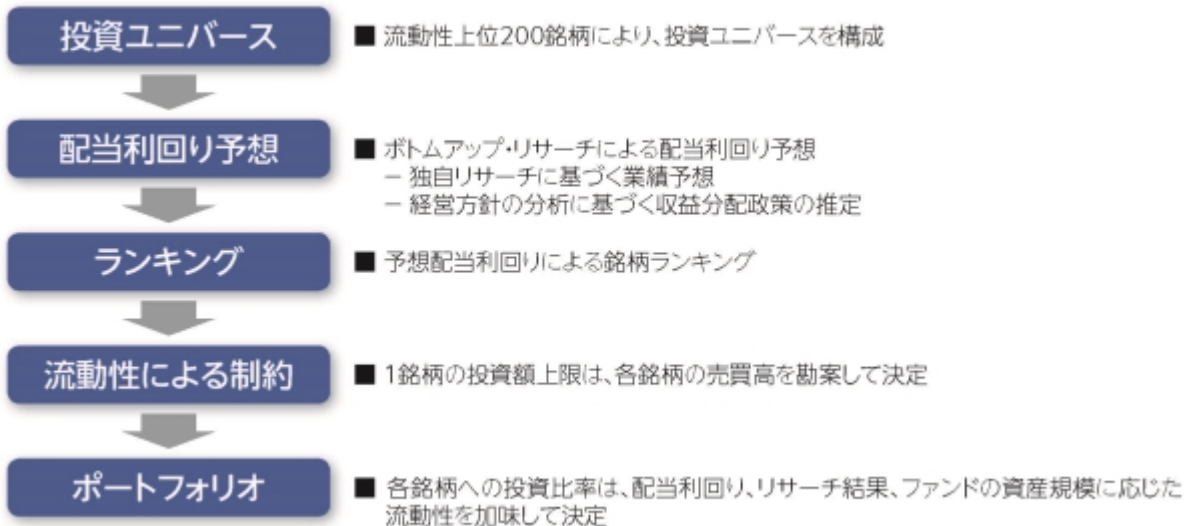 投資ユニバース
■ 流動性上位200銘柄により、投資ユニバースを構成
配当利回り予想
■ ボトムアップ・リサーチによる配当利回り予想
－ 独自リサーチに基づく業績予想
－ 経営方針の分析に基づく収益分配政策の推定
ランキング
■ 予想配当利回りによる銘柄ランキング
流動性による制約
■ 1銘柄の投資額上限は、各銘柄の売買高を勘案して決定
ポートフォリオ
■ 各銘柄への投資比率は、配当利回り、リサーチ結果、ファンドの資産規模に応じた
流動性を加味して決定